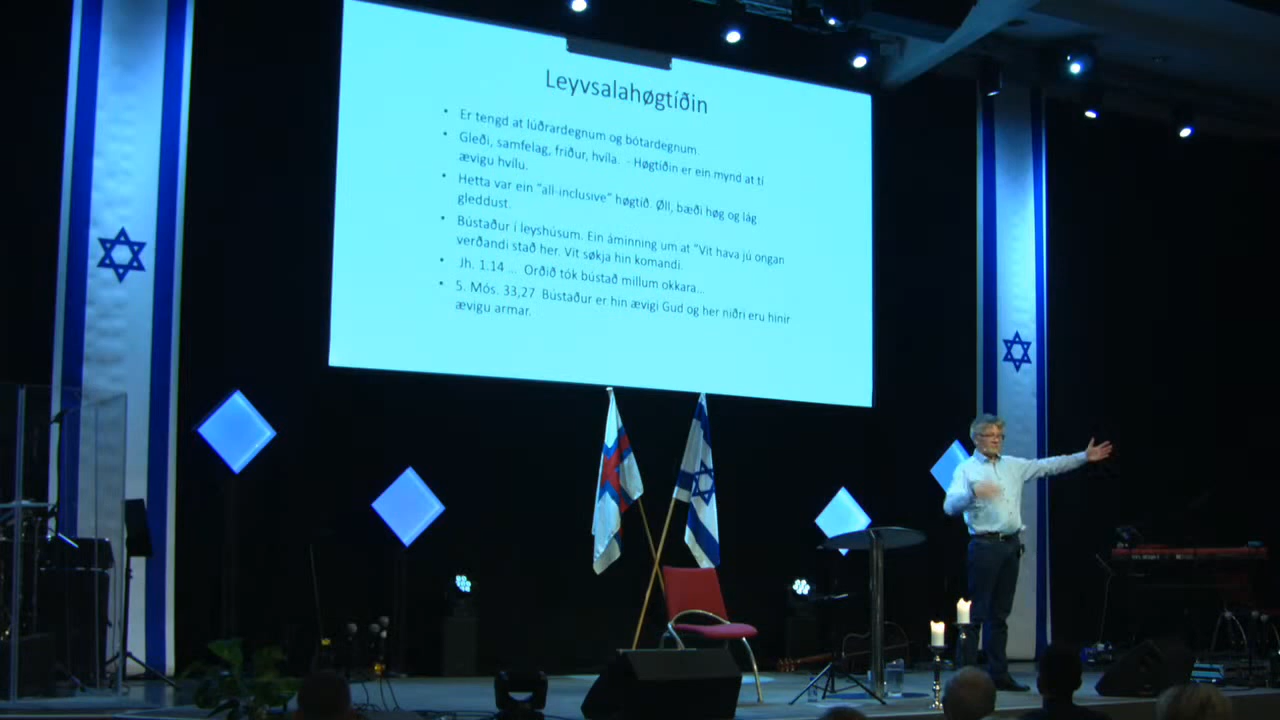 Leyvsalahøgtíðin
• Er tengd at lúðrardegnum og bótardegnum.
• Gleði, samfelag, friður, hvíla. - Høgtíðin er ein mynd at tí
ævigu hvílu.
• Hetta var ein "all-inclusive" høgtíð. Øll, bæði høg og lág
gleddust.
• Bústaður í leyshúsum. Ein áminning um at "Vit hava jú ongan
verðandi stað her. Vit søkja hin komandi.
• Jh. 1.14 ... Orðið tók bústað millum okkara...
• 5. Mós. 33,27 Bústaður er hin ævigi Gud og her niðri eru hinir
ævigu armar.